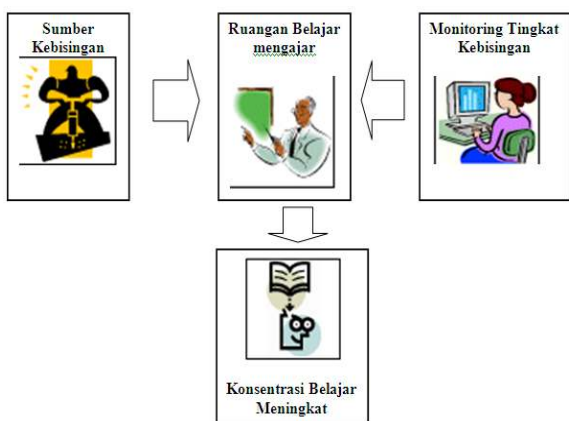 Sumber
Kebisingan
Ruangan Belajar
mengajar
Monitoring Tingkat
Kebisingan
Konsentrasi Belajar
Meningkat